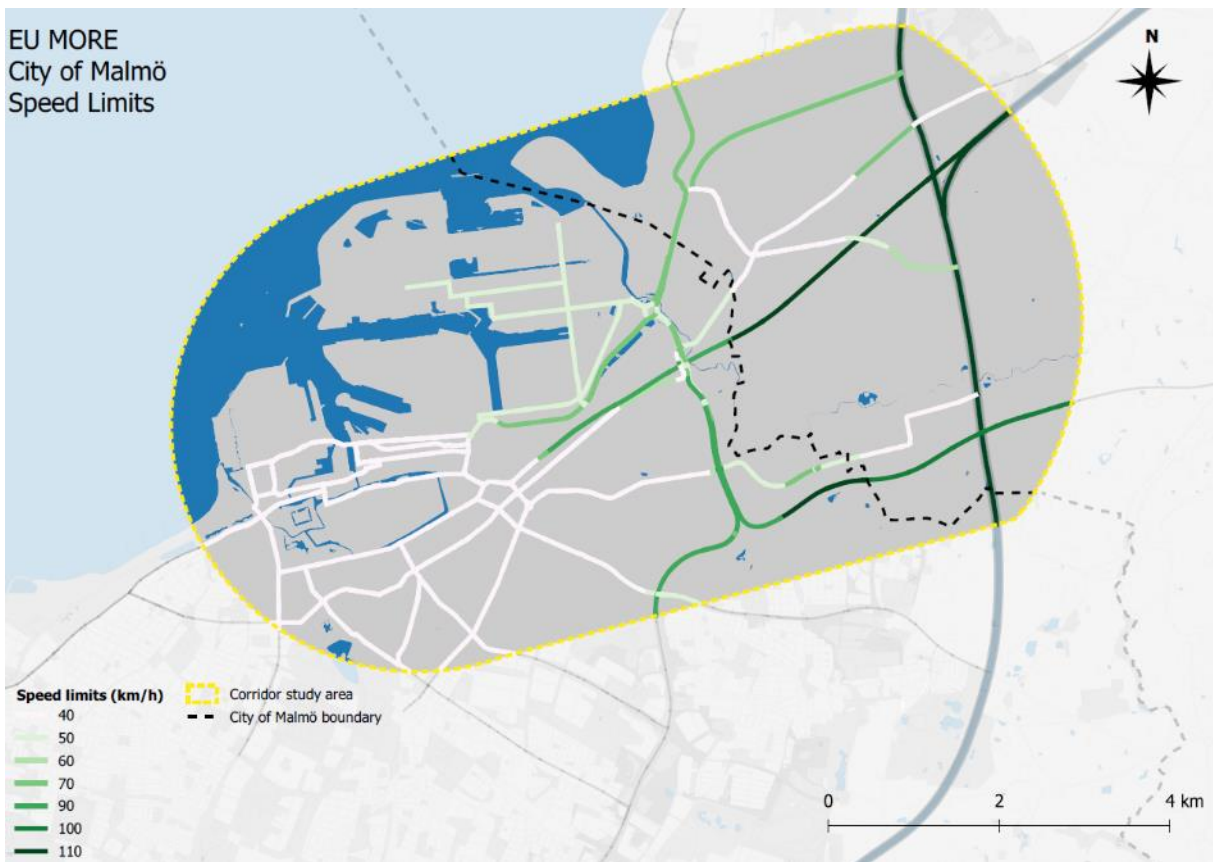 EU MORE
City of Malmö
Speed Limits
N
Speed limits (km/h)
40
50
60
70
90
100
110
Corridor study area
City of Malmö boundary
0 2 4 km